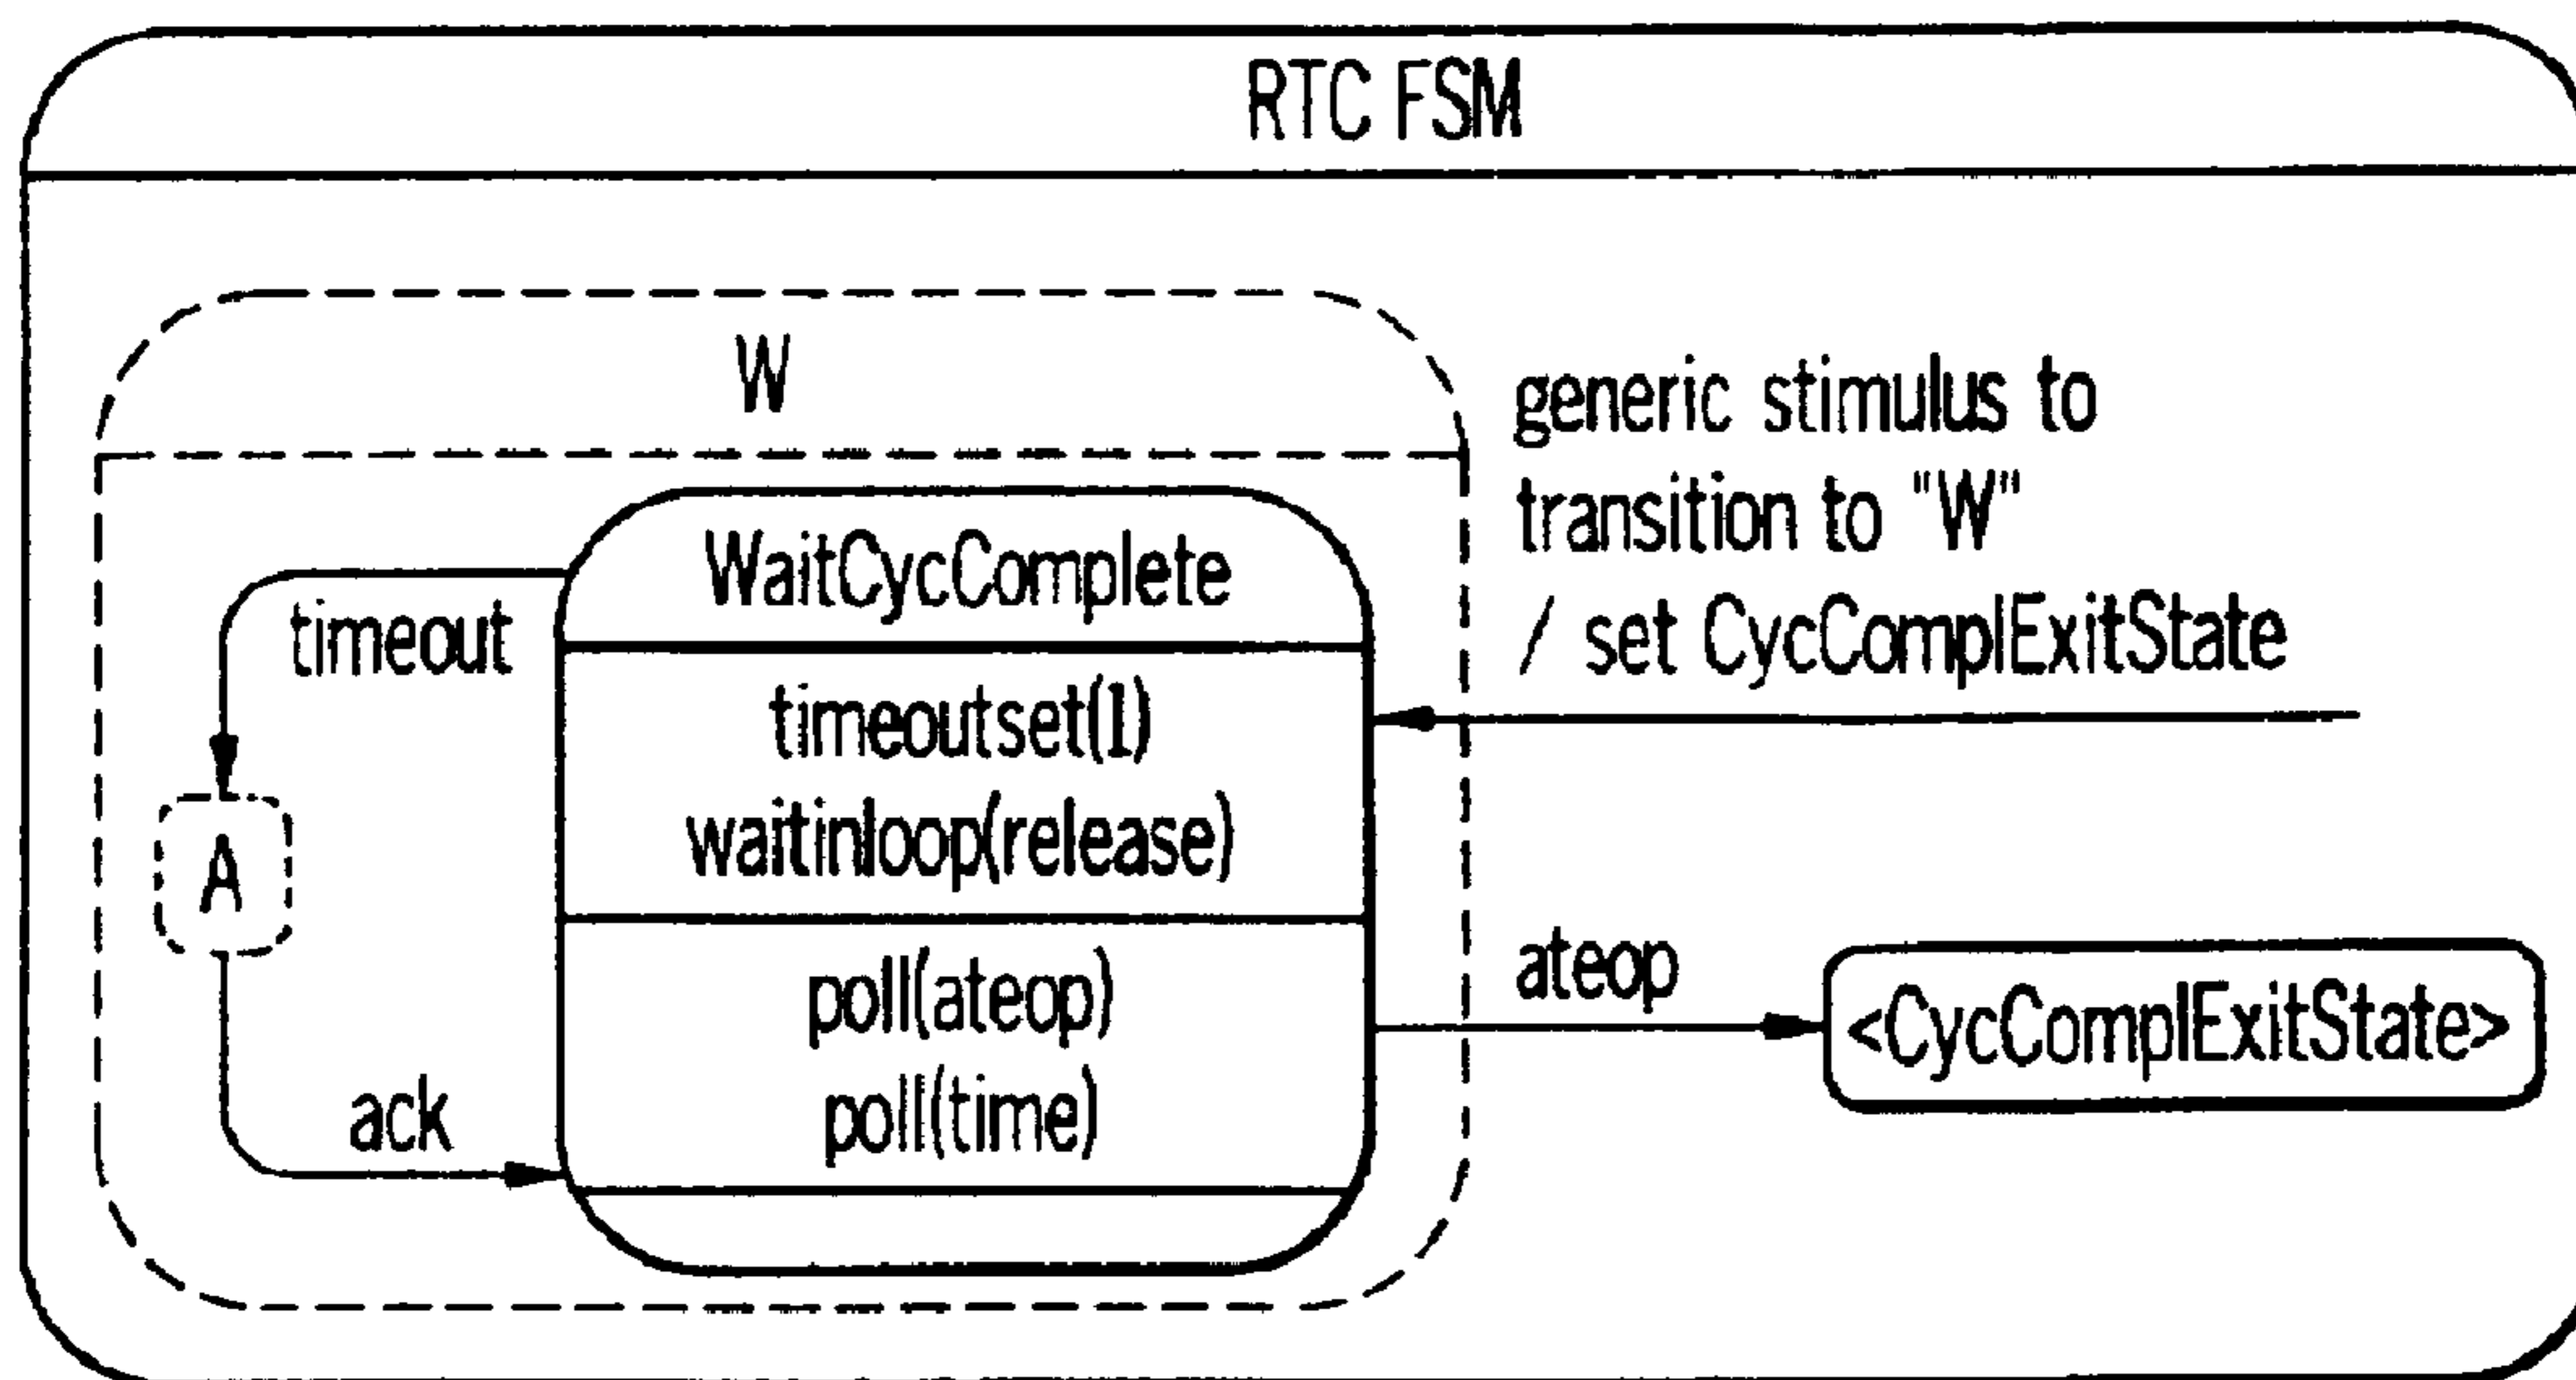 RTC FSM
W
generic stimulus to
transition to "W"
/ set CycComplExitState
WaitCycComplete
timeout
timeoutset(1)
waitinloop(release)
A
poll(ateop)
poll(time)
ack
ateop
<CycComplExitState>